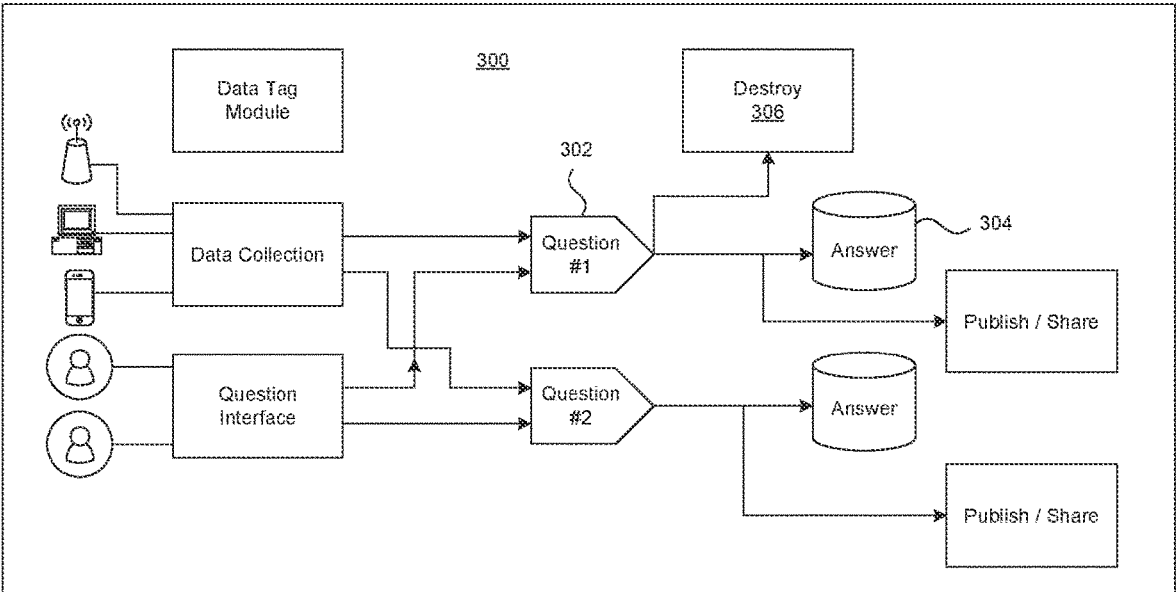 300
Data Tag
Module
Destroy
306
302
304
Data Collection
Question
#1
Answer
Publish / Share
Question
Interface
Question
#2
Answer
Publish / Share